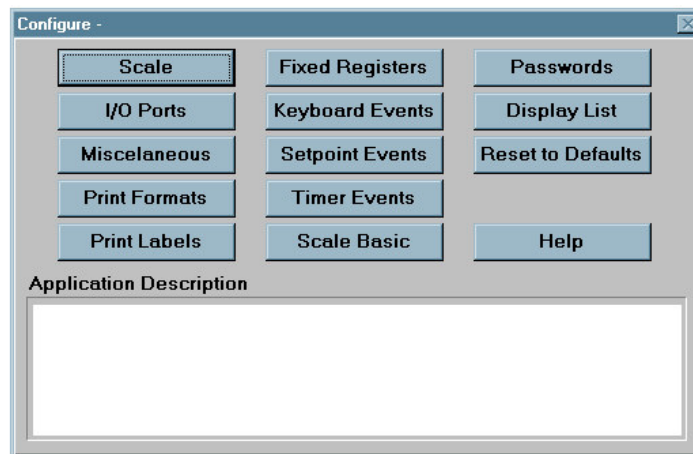 Configure -
Scale Fixed Registers Passwords
I/O Ports Keyboard Events Display List
Miscelaneous Setpoint Events Reset to Defaults
Print Formats Timer Events
Print Labels Scale Basic Help
Application Description